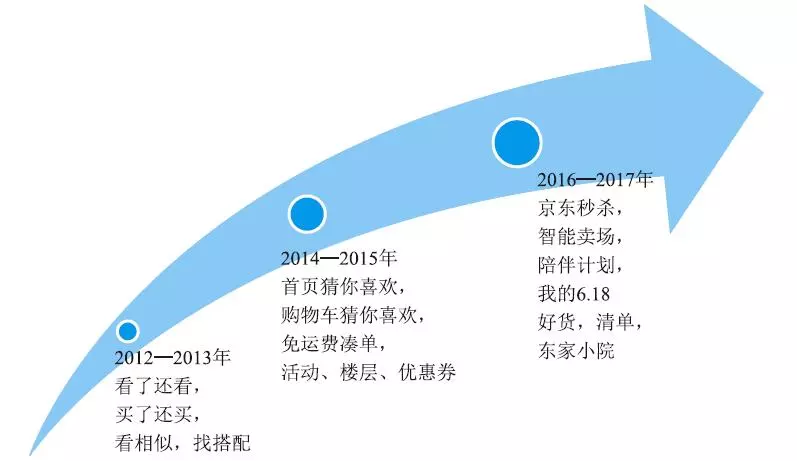 2012—2013年
看了还看，
买了还买，
看相似，找搭配
2014—2015年
首页猜你喜欢，
购物车猜你喜欢，
免运费凑单，
活动、楼层、优惠券
2016—2017年
京东秒杀，
智能卖场，
陪伴计划，
我的6.18
好货，清单，
东家小院